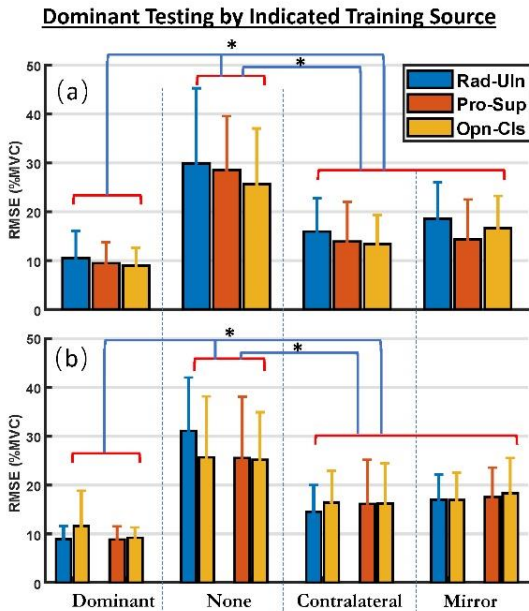 Dominant Testing by Indicated Training Source
60
50
40
30
20
10
0
RMSE (%MVC)
(a)
*
*
Rad-Uln
Pro-Sup
Opn-Cls
50
40
30
20
10
0
RMSE (%MVC)
(b)
*
*
Dominant
None
Contralateral
Mirror